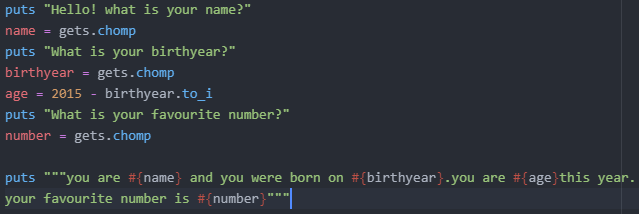 puts "Hello! what is your name?"
name = gets.chomp
puts "What is your birthyear?"
birthyear = gets.chomp
age = 2015 - birthyear.to_i
puts "What is your favourite number?"
number = gets.chomp
puts """you are #{name} and you were born on #{birthyear}.you are #{age}this year.
your favourite number is #{number}"""